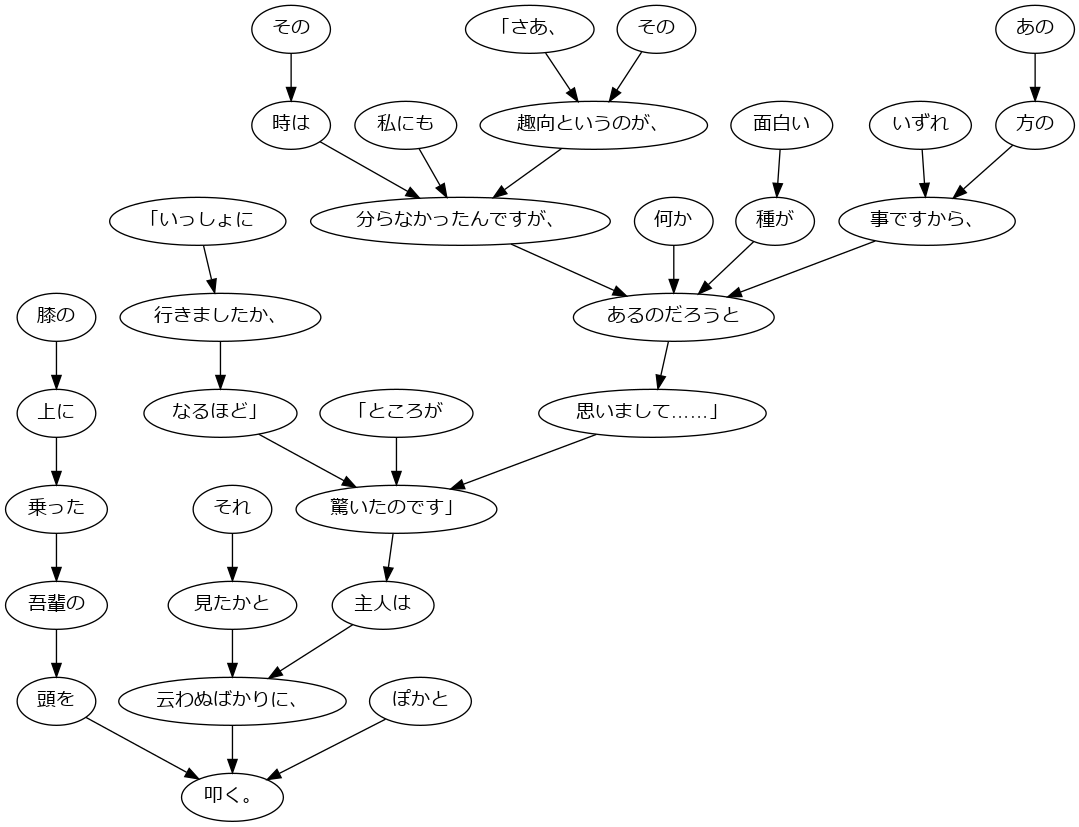 その
「さあ、
その
あの
時は
私にも
趣向というのが、
面白い
いずれ
方の
「いっしょに
分らなかったんですが、
何か
種が
事ですから、
膝の
行きましたか、
あるのだろうと
上に
なるほど」
「ところが
思いまして……」
乗った
それ
驚いたのです」
吾輩の
見たかと
主人は
頭を
云わぬばかりに、
ぽかと
叩く。